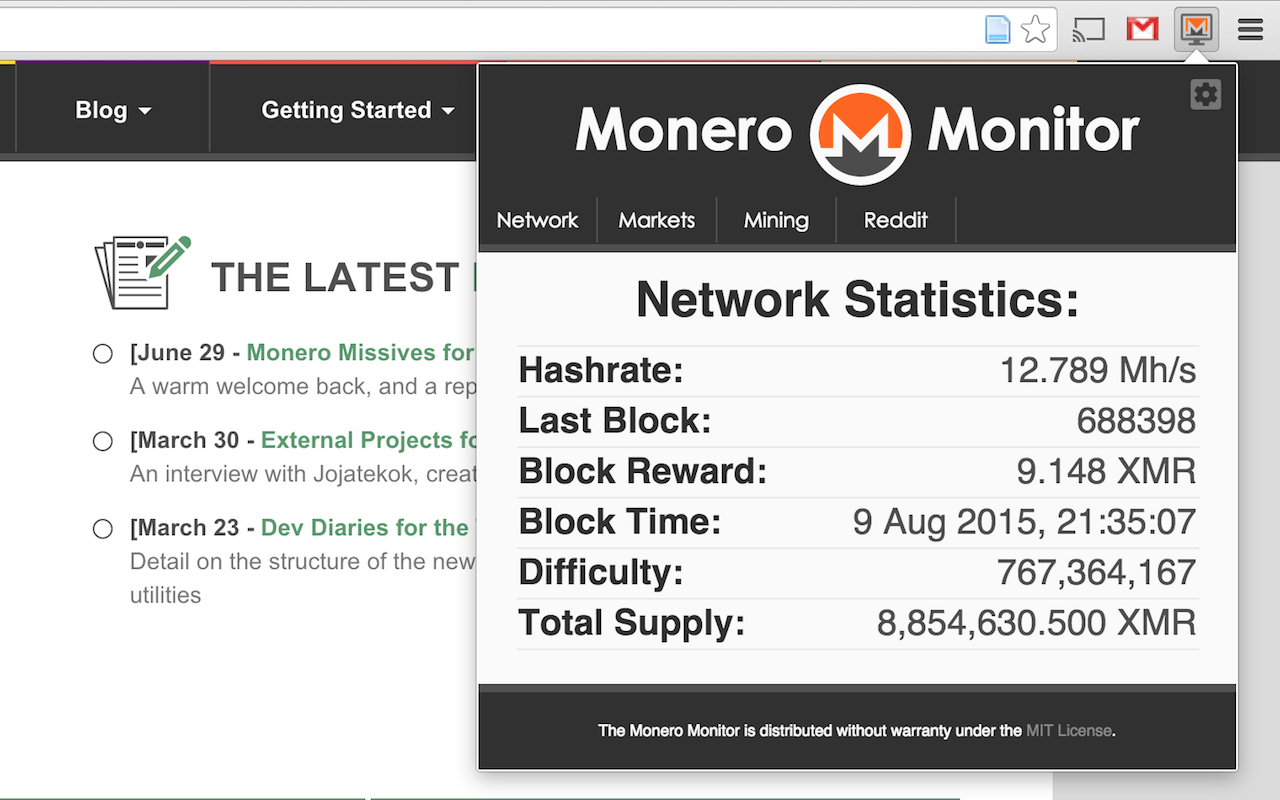 Blog
Getting Started
Monero Monitor
Network Markets Mining Reddit
THE LATEST
[June 29 - Monero Missives for
A warm welcome back, and a rep
[March 30 - External Projects fo
An interview with Jojatekok, creat
[March 23 - Dev Diaries for the
Detail on the structure of the new
utilities
Network Statistics:
Hashrate: 12.789 Mh/s
Last Block: 688398
Block Reward: 9.148 XMR
Block Time: 9 Aug 2015, 21:35:07
Difficulty: 767,364,167
Total Supply: 8,854,630.500 XMR
The Monero Monitor is distributed without warranty under the MIT License.